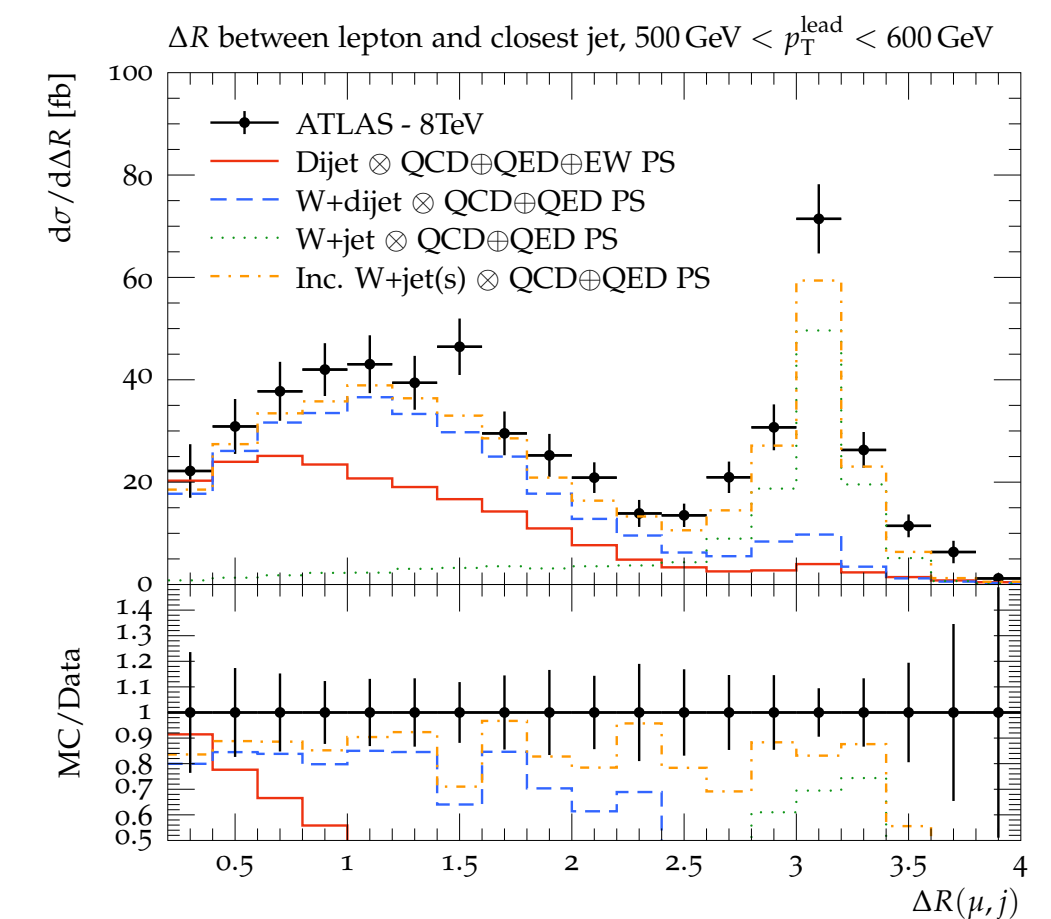 ΔR between lepton and closest jet, 500 GeV < p_T^lead < 600 GeV
dσ/dΔR [fb]
100
80
60
40
20
0
ATLAS - 8TeV
Dijet ⊗ QCD⊕QED⊕EW PS
W+dijet ⊗ QCD⊕QED PS
W+jet ⊗ QCD⊕QED PS
Inc. W+jet(s) ⊗ QCD⊕QED PS
MC/Data
1.4
1.3
1.2
1.1
1
0.9
0.8
0.7
0.6
0.5
0.5 1 1.5 2 2.5 3 3.5 4
ΔR(μ, j)